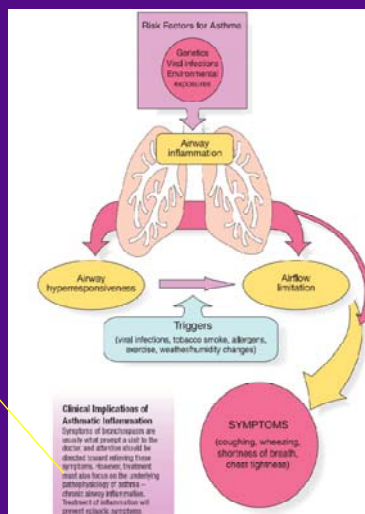 Risk Factors for Asthma
Genetics
Viral infections
Environmental
exposures
Airway
inflammation
Airway
hyperresponsiveness
Airflow
limitation
Triggers
(viral infections, tobacco smoke, allergens,
exercise, weather/humidity changes)
SYMPTOMS
(coughing, wheezing,
shortness of breath,
chest tightness)
Clinical Implications of
Asthmatic Inflammation
Symptoms of bronchospasm are
usually what prompt a visit to the
doctor, and attention should be
directed toward relieving these
symptoms. However, treatment
must also focus on the underlying
pathophysiology of asthma –
chronic airway inflammation.
Treatment of inflammation will
prevent episodic symptoms.